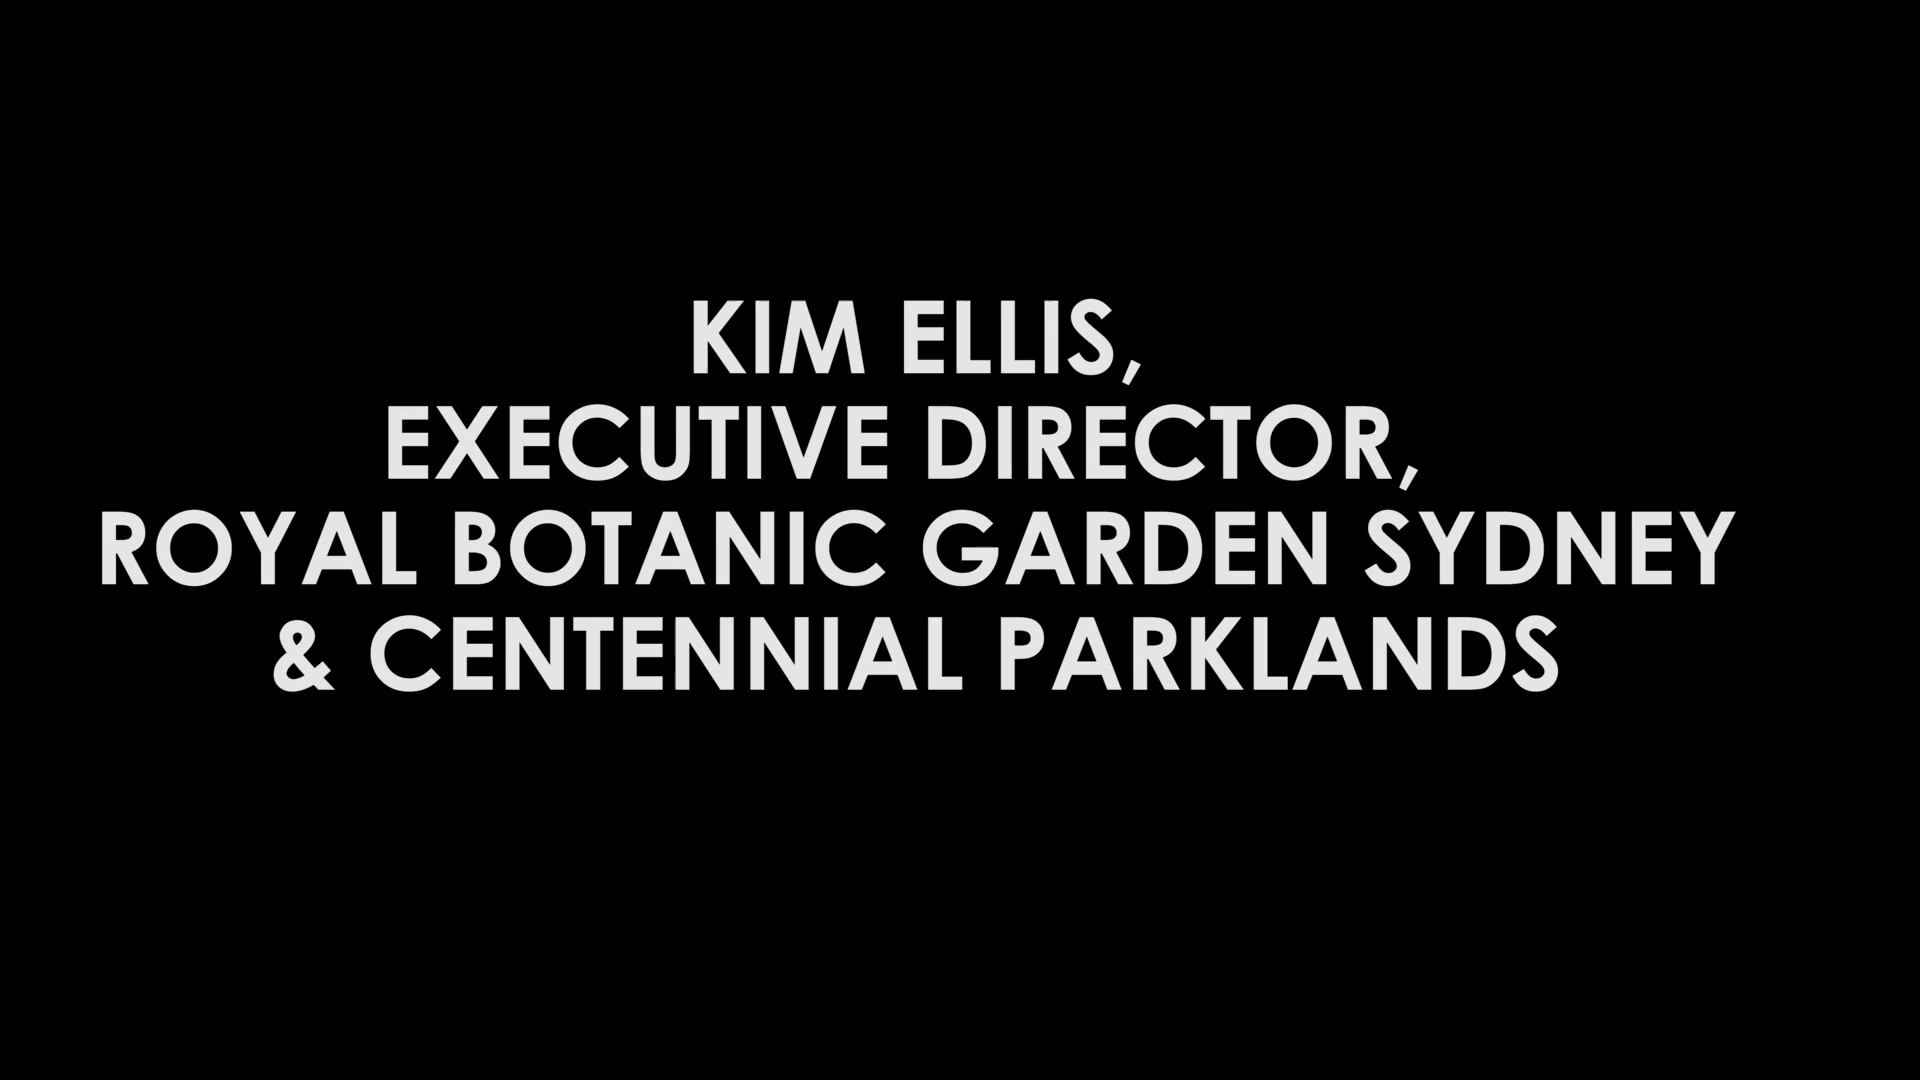 KIM ELLIS,
EXECUTIVE DIRECTOR,
ROYAL BOTANIC GARDEN SYDNEY
& CENTENNIAL PARKLANDS